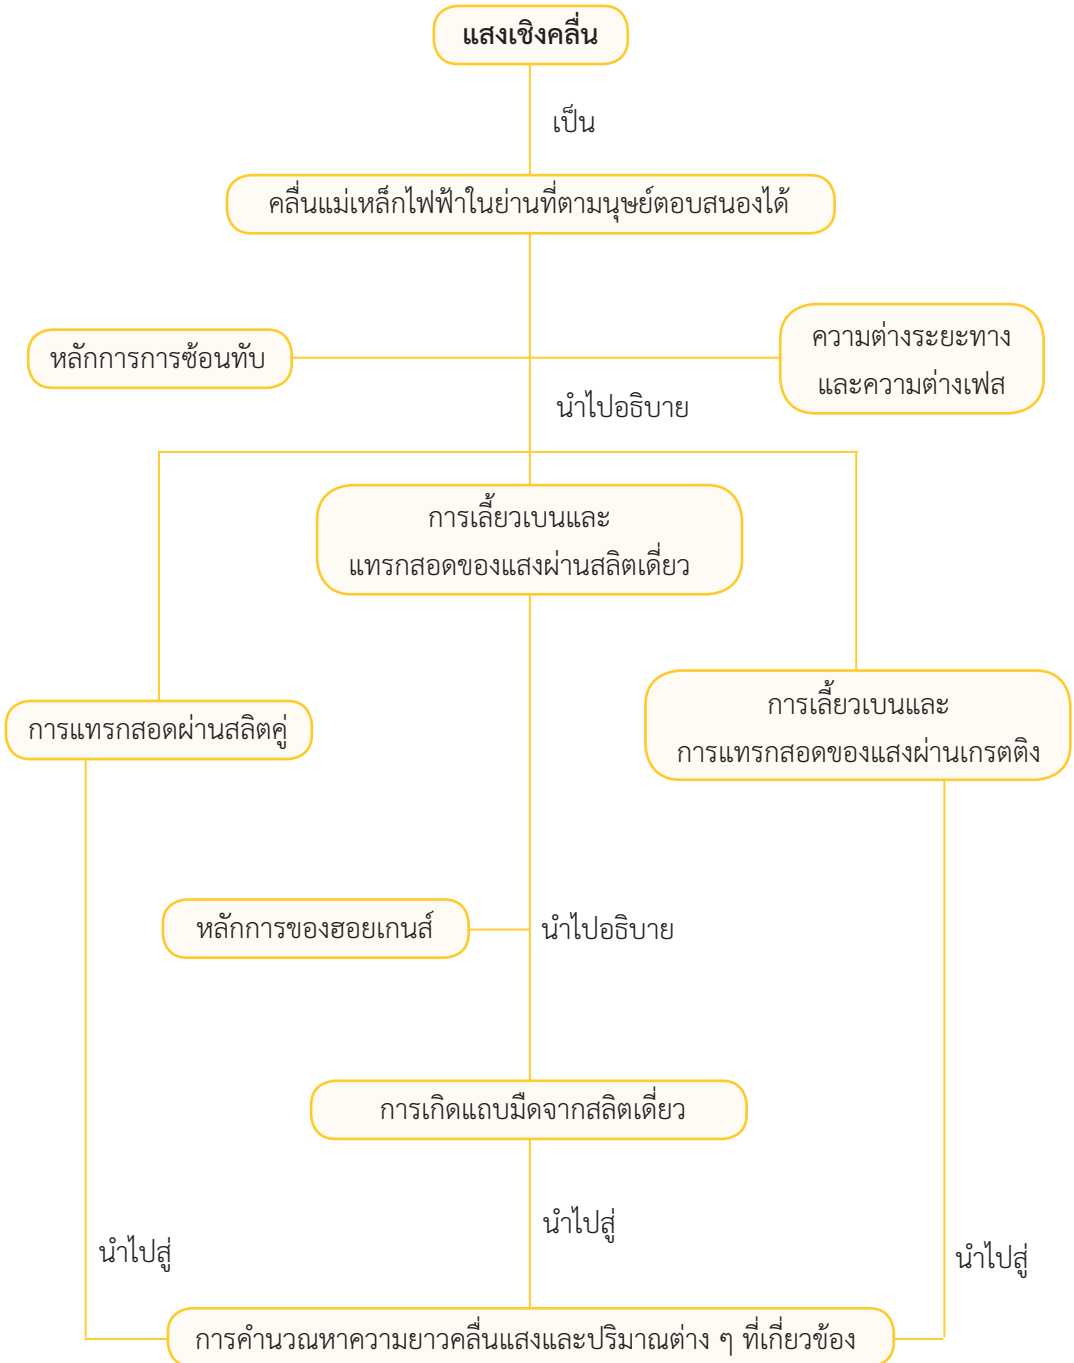 แสงเชิงคลื่น
เป็น
คลื่นแม่เหล็กไฟฟ้าในย่านที่ตามนุษย์ตอบสนองได้
หลักการการซ้อนทับ
ความต่างระยะทาง
และความต่างเฟส
นำไปอธิบาย
การเลี้ยวเบนและ
แทรกสอดของแสงผ่านสลิตเดี่ยว
การแทรกสอดผ่านสลิตคู่
การเลี้ยวเบนและ
การแทรกสอดของแสงผ่านเกรตติง
หลักการของฮอยเกนส์
นำไปอธิบาย
การเกิดแถบมืดจากสลิตเดี่ยว
นำไปสู่
นำไปสู่
นำไปสู่
การคำนวณหาความยาวคลื่นแสงและปริมาณต่าง ๆ ที่เกี่ยวข้อง